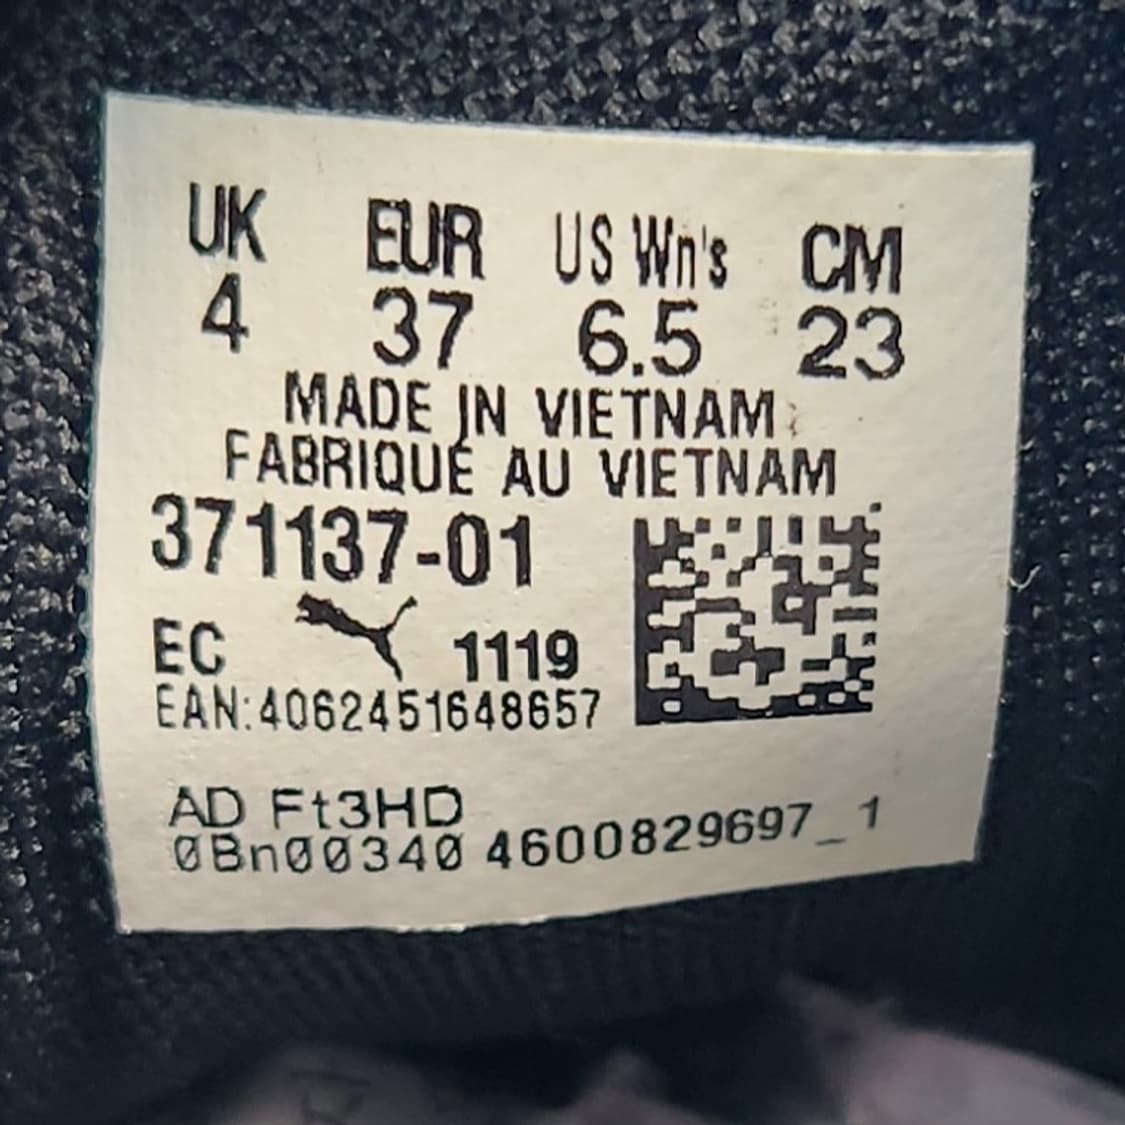 UK EUR US Wn's CM
4 37 6.5 23
MADE IN VIETNAM
FABRIQUÉ AU VIETNAM
371137-01
EC 1119
EAN:4062451648657
AD Ft3HD
0Bn00340 4600829697_1